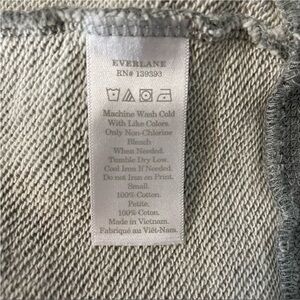 EVERLANE
RN# 139393
Machine Wash Cold
With Like Colors.
Only Non-Chlorine
Bleach
When Needed.
Tumble Dry Low.
Cool Iron If Needed.
Do not Iron on Print.
Small.
100% Cotton.
Petite.
100% Coton.
Made in Vietnam.
Fabriqué au Viêt-Nam.